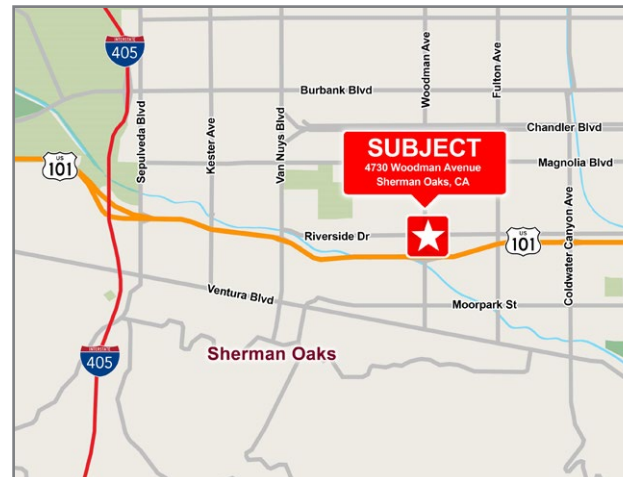 INTERSTATE
405
Woodman Ave
Fulton Ave
Burbank Blvd
Sepulveda Blvd
Kester Ave
Van Nuys Blvd
Chandler Blvd
SUBJECT
4730 Woodman Avenue
Sherman Oaks, CA
Magnolia Blvd
US
101
Coldwater Canyon Ave
Riverside Dr
US
101
Ventura Blvd
Moorpark St
Sherman Oaks
INTERSTATE
405